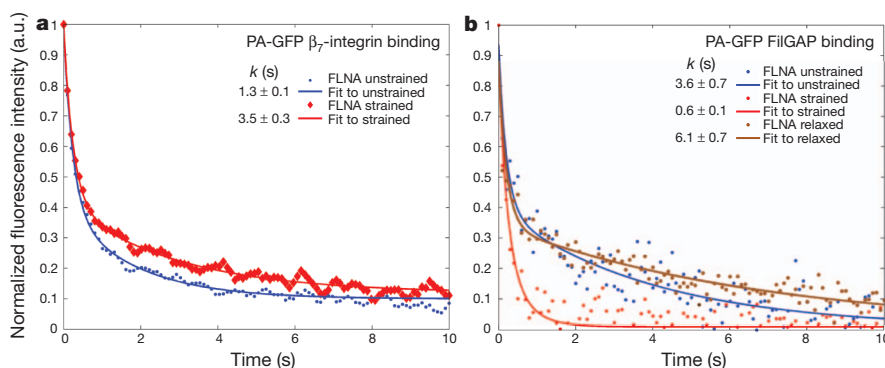 a
PA-GFP β7-integrin binding
k (s)
FLNA unstrained
1.3 ± 0.1
Fit to unstrained
FLNA strained
3.5 ± 0.3
Fit to strained
Normalized fluorescence intensity (a.u.)
1
0.9
0.8
0.7
0.6
0.5
0.4
0.3
0.2
0.1
0
0
2
4
6
8
10
Time (s)
b
PA-GFP FilGAP binding
k (s)
FLNA unstrained
3.6 ± 0.7
Fit to unstrained
FLNA strained
0.6 ± 0.1
Fit to strained
FLNA relaxed
6.1 ± 0.7
Fit to relaxed
1
0.9
0.8
0.7
0.6
0.5
0.4
0.3
0.2
0.1
0
0
2
4
6
8
10
Time (s)